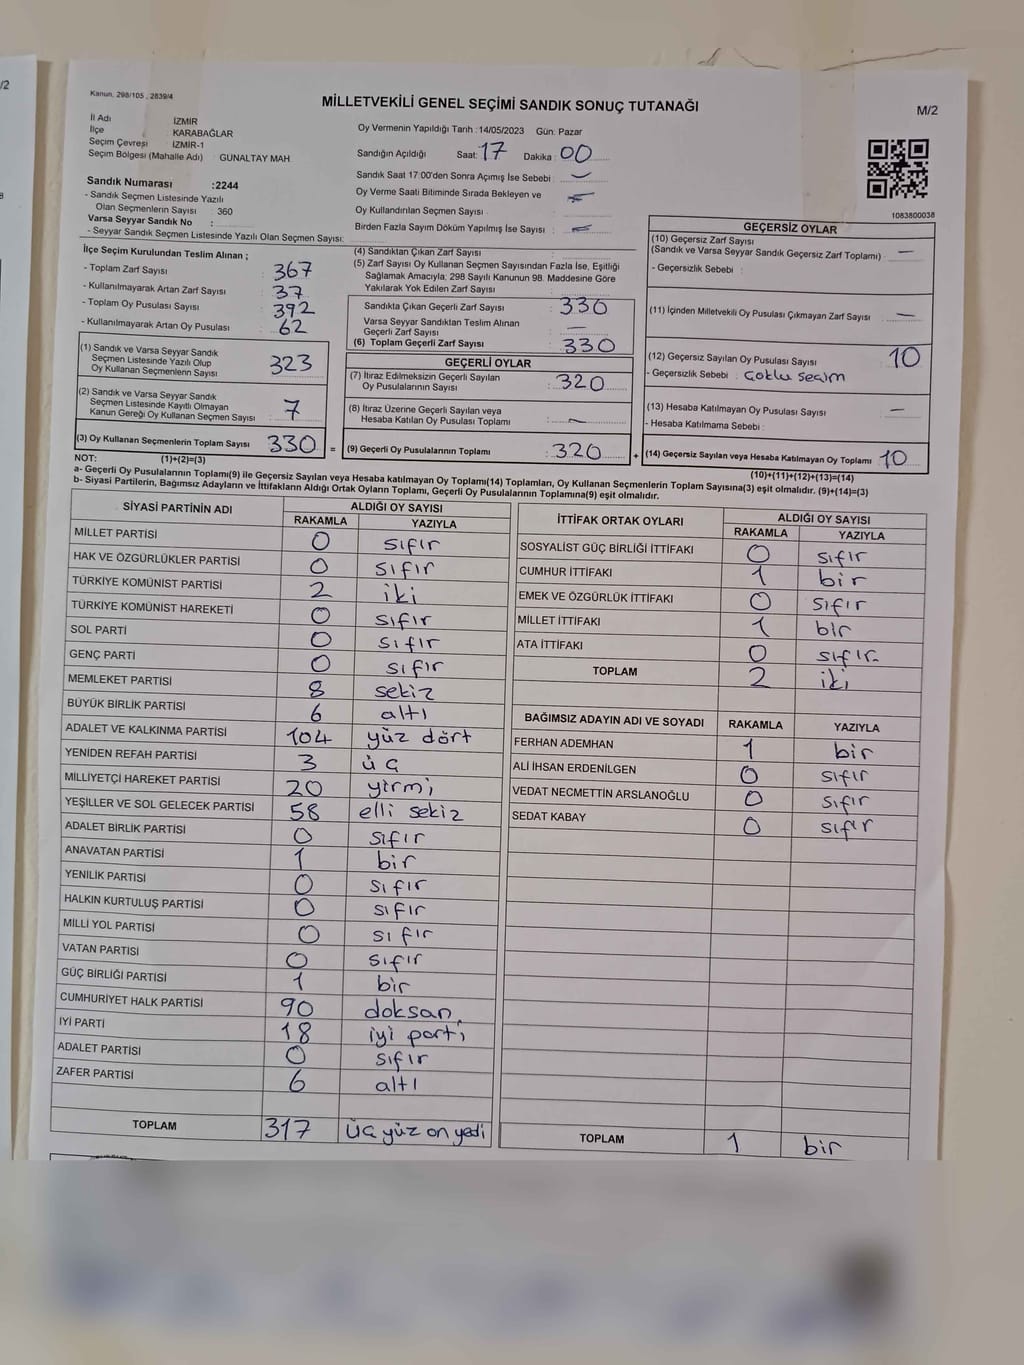 /2
Kanun, 298/105 , 2839/4
MİLLETVEKİLİ GENEL SEÇİMİ SANDIK SONUÇ TUTANAĞI
M/2
İl Adı İZMİR
İlçe KARABAĞLAR
Seçim Çevresi : İZMİR-1
Seçim Bölgesi (Mahalle Adı) : GÜNALTAY MAH.
Oy Vermenin Yapıldığı Tarih :14/05/2023 Gün: Pazar
Sandığın Açıldığı Saat: 17 Dakika : 00
Sandık Saat 17:00'den Sonra Açımış İse Sebebi : —
Oy Verme Saati Bitiminde Sırada Bekleyen ve
Oy Kullandırılan Seçmen Sayısı :
Birden Fazla Sayım Döküm Yapılmış İse Sayısı :
1083800038
Sandık Numarası :2244
- Sandık Seçmen Listesinde Yazılı
Olan Seçmenlerin Sayısı : 360
Varsa Seyyar Sandık No :
- Seyyar Sandık Seçmen Listesinde Yazılı Olan Seçmen Sayısı:
İlçe Seçim Kurulundan Teslim Alınan ;
- Toplam Zarf Sayısı : 367
- Kullanılmayarak Artan Zarf Sayısı : 37
- Toplam Oy Pusulası Sayısı : 392
- Kullanılmayarak Artan Oy Pusulası : 62
(1) Sandık ve Varsa Seyyar Sandık
Seçmen Listesinde Yazılı Olup
Oy Kullanan Seçmenlerin Sayısı : 323
(2) Sandık ve Varsa Seyyar Sandık
Seçmen Listesinde Kayıtlı Olmayan
Kanun Gereği Oy Kullanan Seçmen Sayısı : 7
(3) Oy Kullanan Seçmenlerin Toplam Sayısı 330 =
(4) Sandıktan Çıkan Zarf Sayısı :
(5) Zarf Sayısı Oy Kullanan Seçmen Sayısından Fazla İse, Eşitliği
Sağlamak Amacıyla; 298 Sayılı Kanunun 98. Maddesine Göre
Yakılarak Yok Edilen Zarf Sayısı :
Sandıkta Çıkan Geçerli Zarf Sayısı : 330
Varsa Seyyar Sandıktan Teslim Alınan
Geçerli Zarf Sayısı : —
(6) Toplam Geçerli Zarf Sayısı : 330
GEÇERLİ OYLAR
(7) İtiraz Edilmeksizin Geçerli Sayılan
Oy Pusulalarının Sayısı : 320
(8) İtiraz Üzerine Geçerli Sayılan veya
Hesaba Katılan Oy Pusulası Toplamı : —
(9) Geçerli Oy Pusulalarının Toplamı : 320 +
GEÇERSİZ OYLAR
(10) Geçersiz Zarf Sayısı
(Sandık ve Varsa Seyyar Sandık Geçersiz Zarf Toplamı) : —
- Geçersizlik Sebebi :
(11) İçinden Milletvekili Oy Pusulası Çıkmayan Zarf Sayısı : —
(12) Geçersiz Sayılan Oy Pusulası Sayısı : 10
- Geçersizlik Sebebi : Çoklu seçim
(13) Hesaba Katılmayan Oy Pusulası Sayısı : —
- Hesaba Katılmama Sebebi :
(14) Geçersiz Sayılan veya Hesaba Katılmayan Oy Toplamı : 10
NOT: (1)+(2)=(3) (10)+(11)+(12)+(13)=(14)
a- Geçerli Oy Pusulalarının Toplamı(9) ile Geçersiz Sayılan veya Hesaba katılmayan Oy Toplamı(14) Toplamları, Oy Kullanan Seçmenlerin Toplam Sayısına(3) eşit olmalıdır. (9)+(14)=(3)
b- Siyasi Partilerin, Bağımsız Adayların ve İttifakların Aldığı Ortak Oyların Toplamı, Geçerli Oy Pusulalarının Toplamına(9) eşit olmalıdır.
SİYASİ PARTİNİN ADI ALDIĞI OY SAYISI
RAKAMLA YAZIYLA
MİLLET PARTİSİ 0 sıfır
HAK VE ÖZGÜRLÜKLER PARTİSİ 0 sıfır
TÜRKİYE KOMÜNİST PARTİSİ 2 iki
TÜRKİYE KOMÜNİST HAREKETİ 0 sıfır
SOL PARTİ 0 sıfır
GENÇ PARTİ 0 sıfır
MEMLEKET PARTİSİ 8 sekiz
BÜYÜK BİRLİK PARTİSİ 6 altı
ADALET VE KALKINMA PARTİSİ 104 yüz dört
YENİDEN REFAH PARTİSİ 3 üç
MİLLİYETÇİ HAREKET PARTİSİ 20 yirmi
YEŞİLLER VE SOL GELECEK PARTİSİ 58 elli sekiz
ADALET BİRLİK PARTİSİ 0 sıfır
ANAVATAN PARTİSİ 1 bir
YENİLİK PARTİSİ 0 sıfır
HALKIN KURTULUŞ PARTİSİ 0 sıfır
MİLLİ YOL PARTİSİ 0 sıfır
VATAN PARTİSİ 0 sıfır
GÜÇ BİRLİĞİ PARTİSİ 1 bir
CUMHURİYET HALK PARTİSİ 90 doksan
İYİ PARTİ 18 iyi parti
ADALET PARTİSİ 0 sıfır
ZAFER PARTİSİ 6 altı
TOPLAM 317 üç yüz on yedi
İTTİFAK ORTAK OYLARI ALDIĞI OY SAYISI
RAKAMLA YAZIYLA
SOSYALİST GÜÇ BİRLİĞİ İTTİFAKI 0 sıfır
CUMHUR İTTİFAKI 1 bir
EMEK VE ÖZGÜRLÜK İTTİFAKI 0 sıfır
MİLLET İTTİFAKI 1 bir
ATA İTTİFAKI 0 sıfır
TOPLAM 2 iki
BAĞIMSIZ ADAYIN ADI VE SOYADI RAKAMLA YAZIYLA
FERHAN ADEMHAN 1 bir
ALİ İHSAN ERDENİLGEN 0 sıfır
VEDAT NECMETTİN ARSLANOĞLU 0 sıfır
SEDAT KABAY 0 sıfır
TOPLAM 1 bir